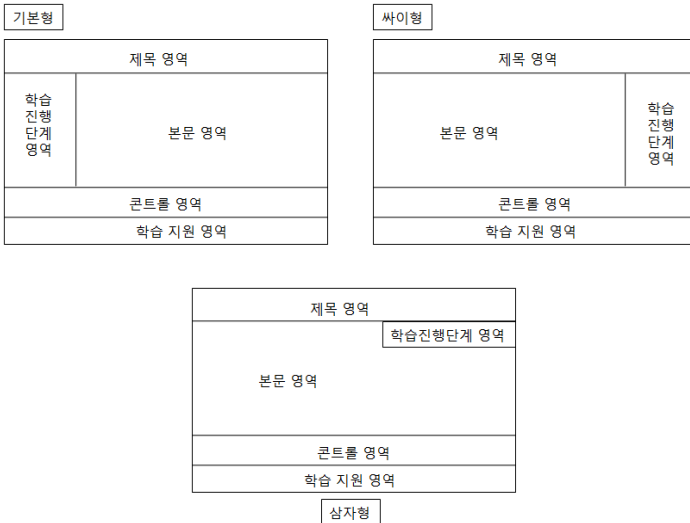 기본형
제목 영역
학습
진행
단계
영역
본문 영역
콘트롤 영역
학습 지원 영역
싸이형
제목 영역
본문 영역
학습
진행
단계
영역
콘트롤 영역
학습 지원 영역
제목 영역
학습진행단계 영역
본문 영역
콘트롤 영역
학습 지원 영역
삼자형